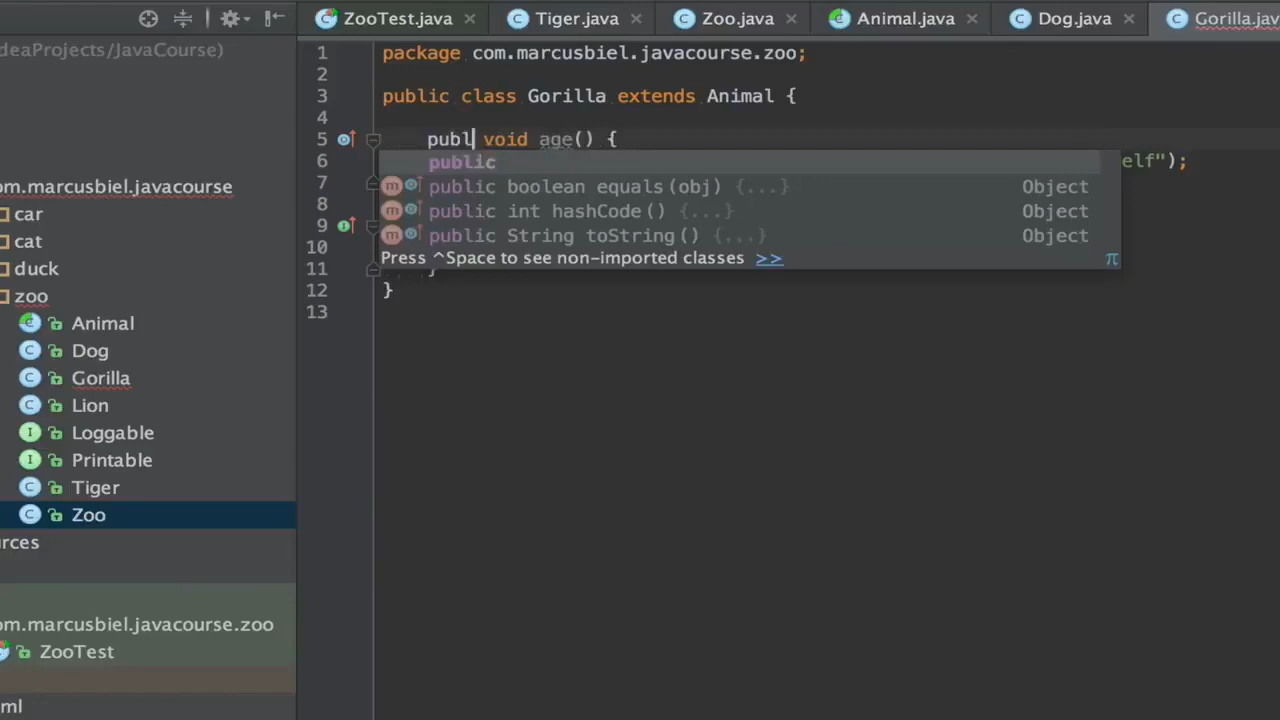 ZooTest.java Tiger.java Zoo.java Animal.java Dog.java Gorilla.jav
deaProjects/JavaCourse)
om.marcusbiel.javacourse
car
cat
duck
zoo
Animal
Dog
Gorilla
Lion
Loggable
Printable
Tiger
Zoo
urces
om.marcusbiel.javacourse.zoo
ZooTest
ml
1 package com.marcusbiel.javacourse.zoo;
2
3 public class Gorilla extends Animal {
4
5 publ void age() {
6 elf");
7
8
9
10
11 }
12 }
13
public
m public boolean equals(obj) {...} Object
m public int hashCode() {...} Object
m public String toString() {...} Object
Press ^Space to see non-imported classes >> π